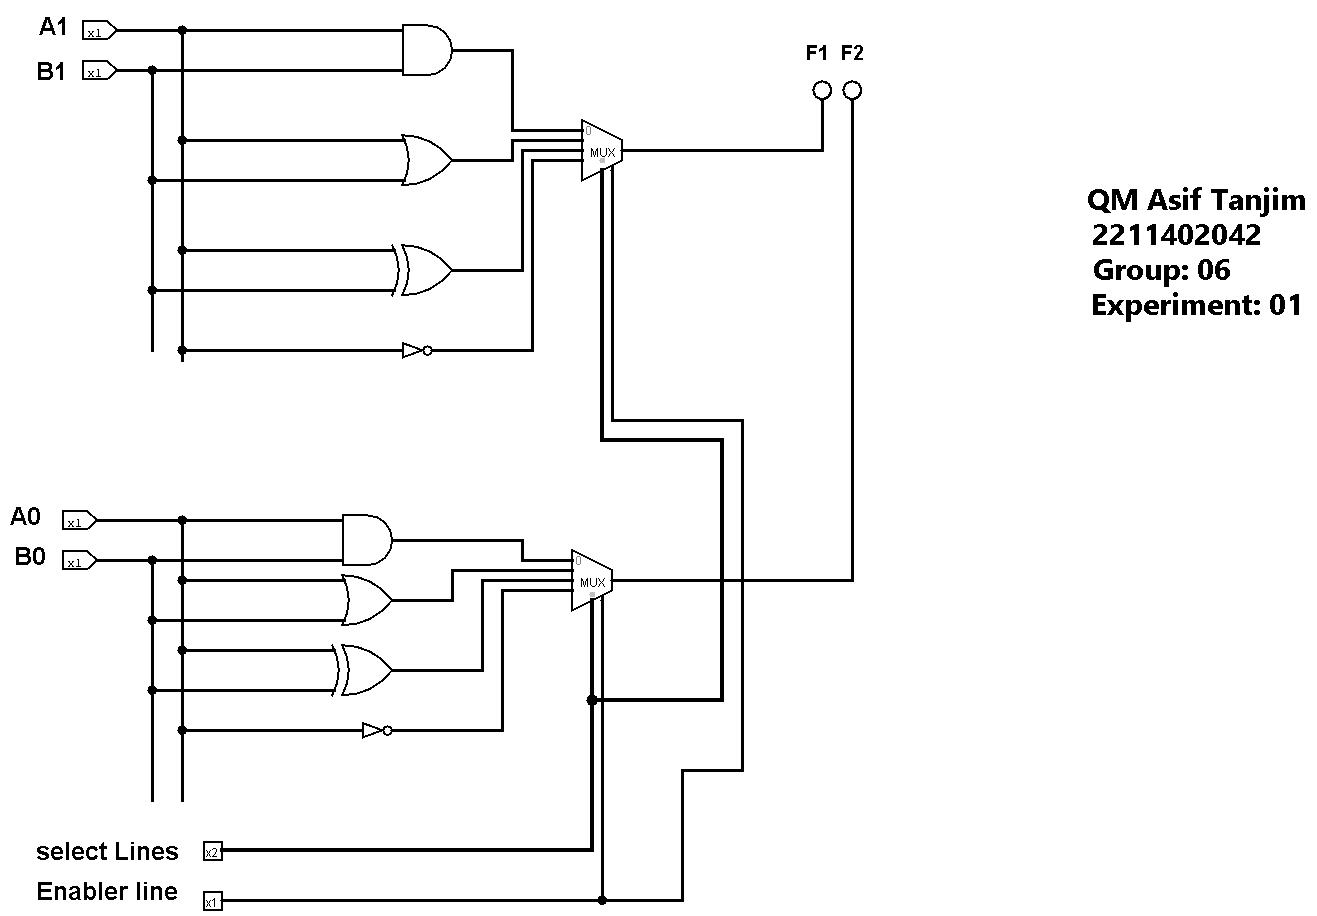 A1
x1
B1
x1
F1 F2
0
MUX
QM Asif Tanjim
2211402042
Group: 06
Experiment: 01
A0
x1
B0
x1
0
MUX
select Lines
x2
Enabler line
x1